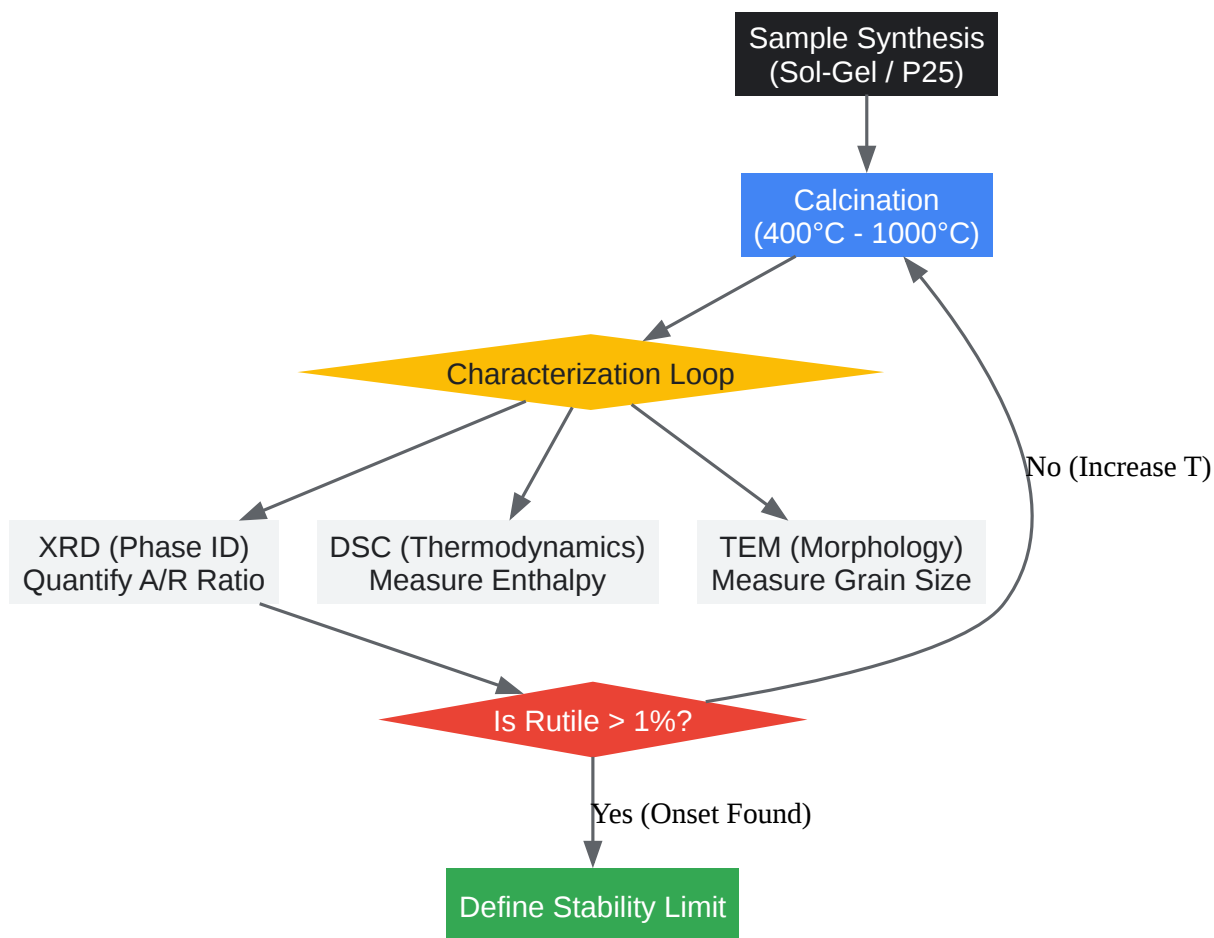 Sample Synthesis
(Sol-Gel / P25)
Calcination
(400°C - 1000°C)
Characterization Loop
No (Increase T)
XRD (Phase ID)
Quantify A/R Ratio
DSC (Thermodynamics)
Measure Enthalpy
TEM (Morphology)
Measure Grain Size
Is Rutile > 1%?
Yes (Onset Found)
Define Stability Limit